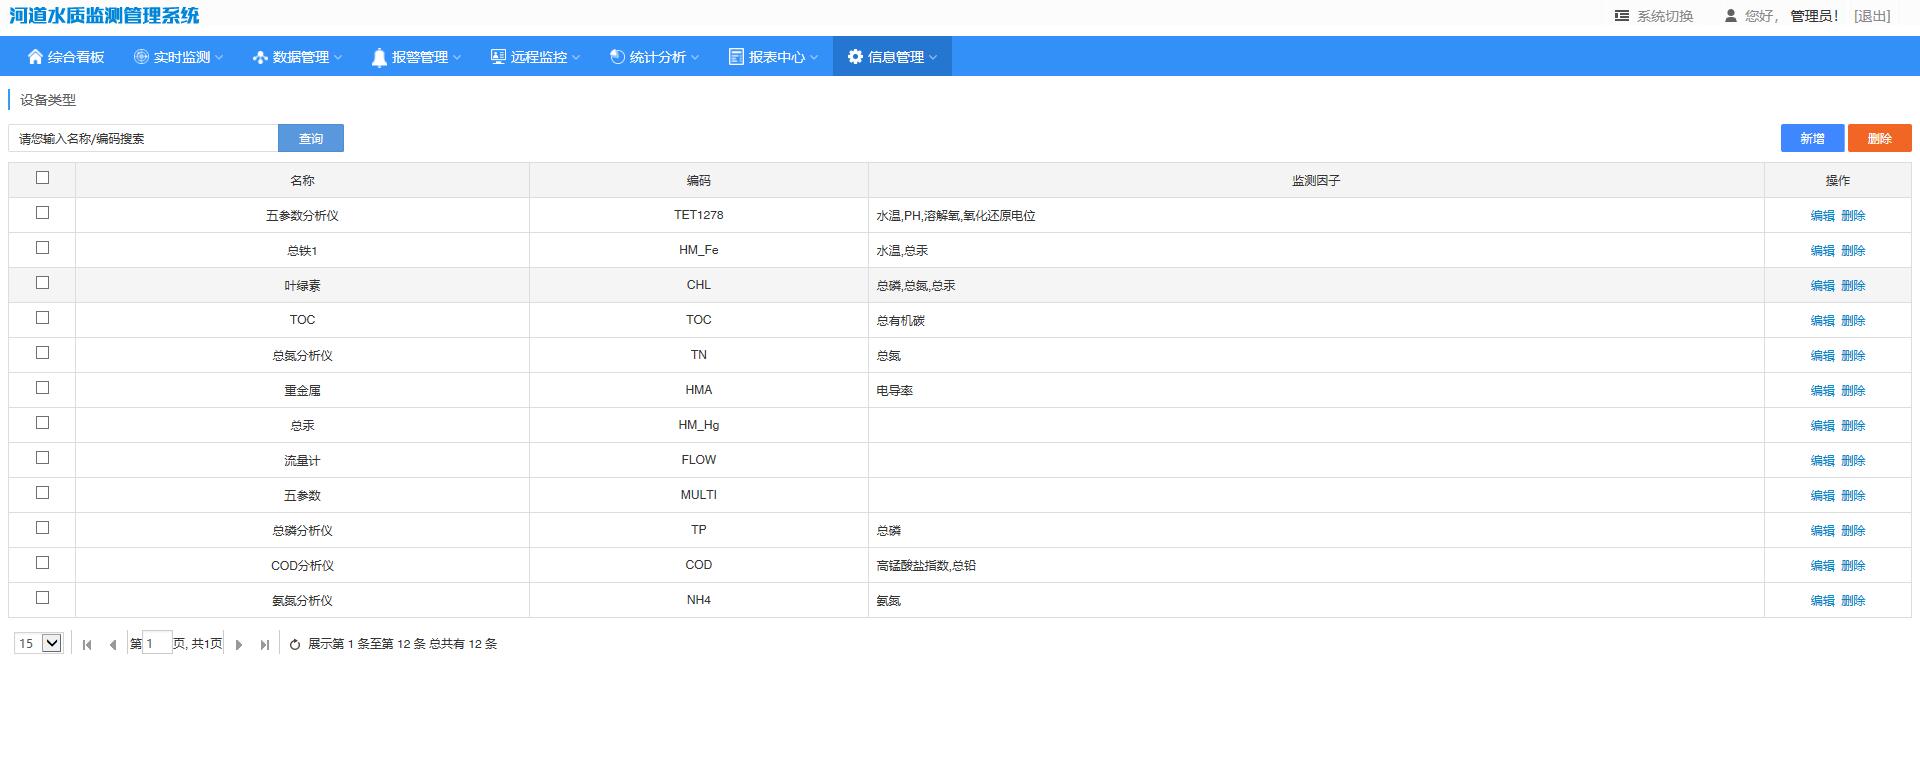 河道水质监测管理系统 系统切换 您好, 管理员! [退出]
综合看板 实时监测 数据管理 报警管理 远程监控 统计分析 报表中心 信息管理
设备类型
请您输入名称/编码搜索 查询 新增 删除
名称 编码 监测因子 操作
五参数分析仪 TET1278 水温,PH,溶解氧,氧化还原电位 编辑 删除
总铁1 HM_Fe 水温,总汞 编辑 删除
叶绿素 CHL 总磷,总氮,总汞 编辑 删除
TOC TOC 总有机碳 编辑 删除
总氮分析仪 TN 总氮 编辑 删除
重金属 HMA 电导率 编辑 删除
总汞 HM_Hg 编辑 删除
流量计 FLOW 编辑 删除
五参数 MULTI 编辑 删除
总磷分析仪 TP 总磷 编辑 删除
COD分析仪 COD 高锰酸盐指数,总铅 编辑 删除
氨氮分析仪 NH4 氨氮 编辑 删除
15 第 1 页, 共1页 展示第 1 条至第 12 条 总共有 12 条